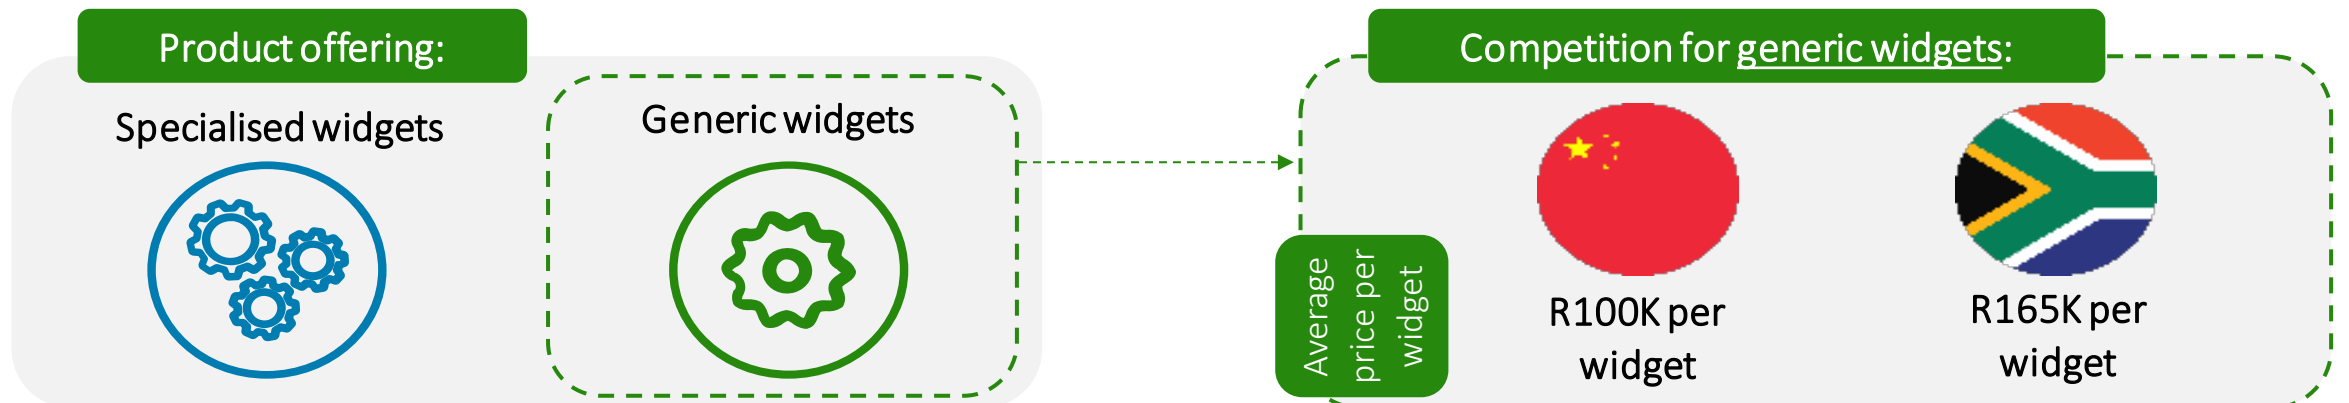 Product offering:
Specialised widgets
Generic widgets
Competition for generic widgets:
Average
price per
widget
R100K per
widget
R165K per
widget